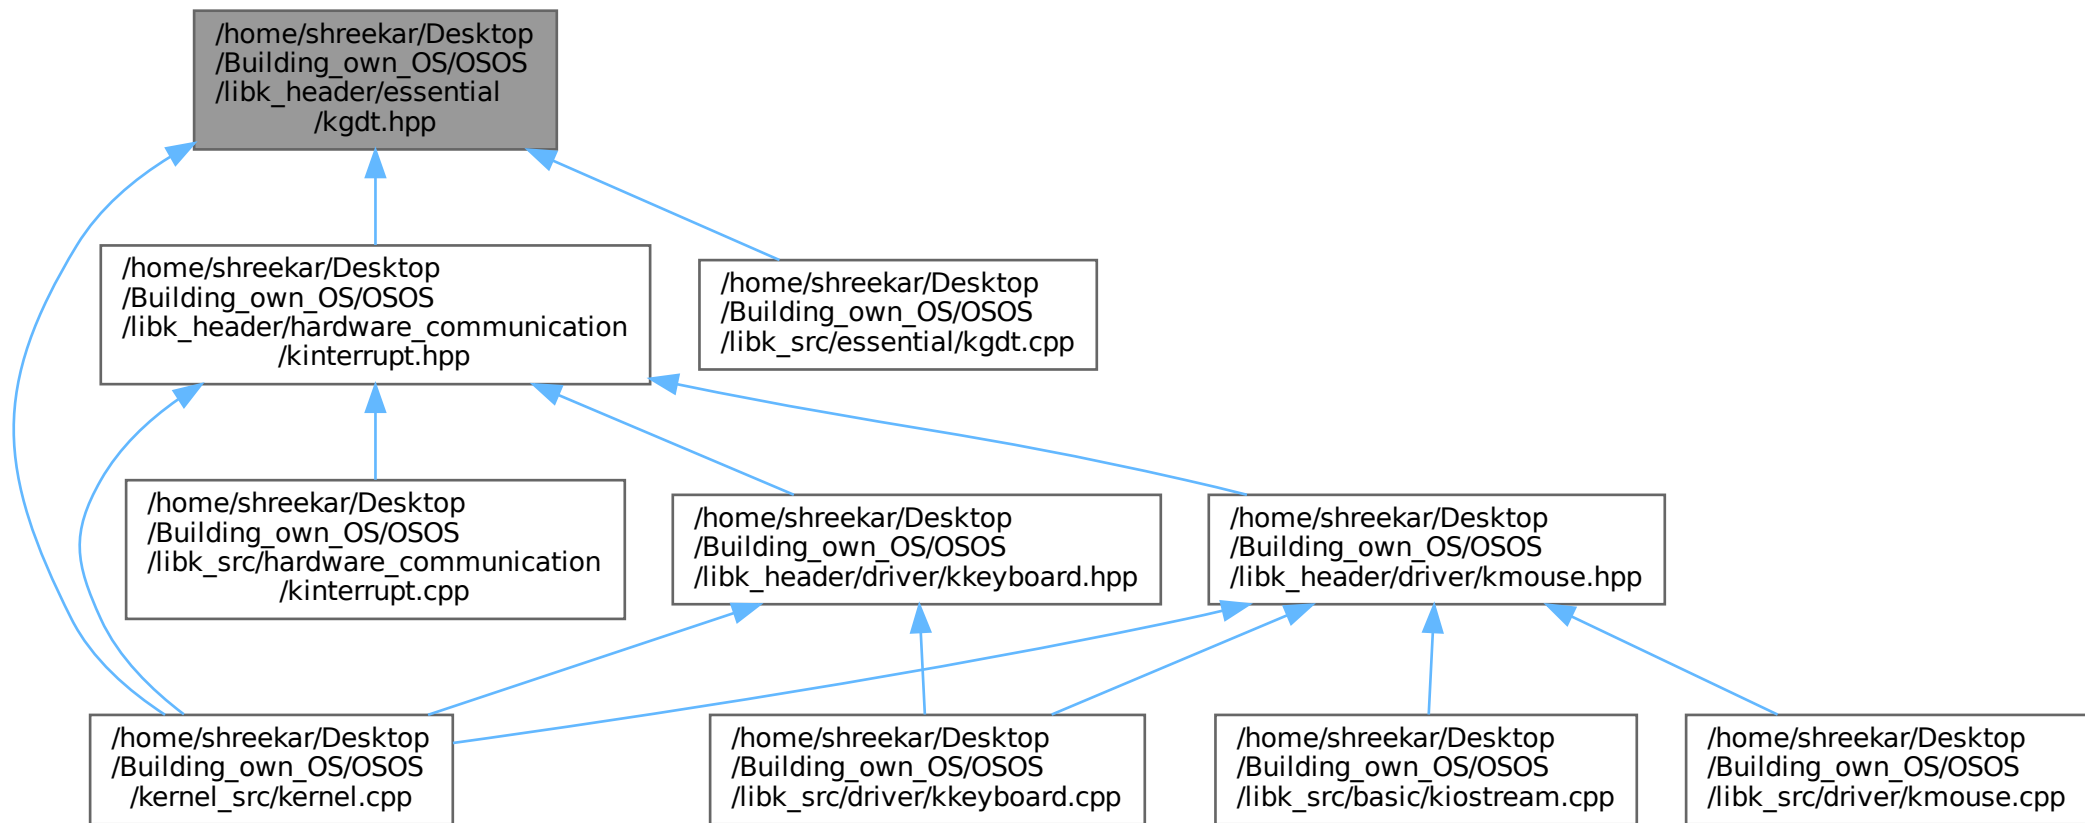 /home/shreekar/Desktop
/Building_own_OS/OSOS
/libk_header/essential
/kgdt.hpp
/home/shreekar/Desktop
/Building_own_OS/OSOS
/libk_header/hardware_communication
/kinterrupt.hpp
/home/shreekar/Desktop
/Building_own_OS/OSOS
/libk_src/essential/kgdt.cpp
/home/shreekar/Desktop
/Building_own_OS/OSOS
/libk_src/hardware_communication
/kinterrupt.cpp
/home/shreekar/Desktop
/Building_own_OS/OSOS
/libk_header/driver/kkeyboard.hpp
/home/shreekar/Desktop
/Building_own_OS/OSOS
/libk_header/driver/kmouse.hpp
/home/shreekar/Desktop
/Building_own_OS/OSOS
/kernel_src/kernel.cpp
/home/shreekar/Desktop
/Building_own_OS/OSOS
/libk_src/driver/kkeyboard.cpp
/home/shreekar/Desktop
/Building_own_OS/OSOS
/libk_src/basic/kiostream.cpp
/home/shreekar/Desktop
/Building_own_OS/OSOS
/libk_src/driver/kmouse.cpp